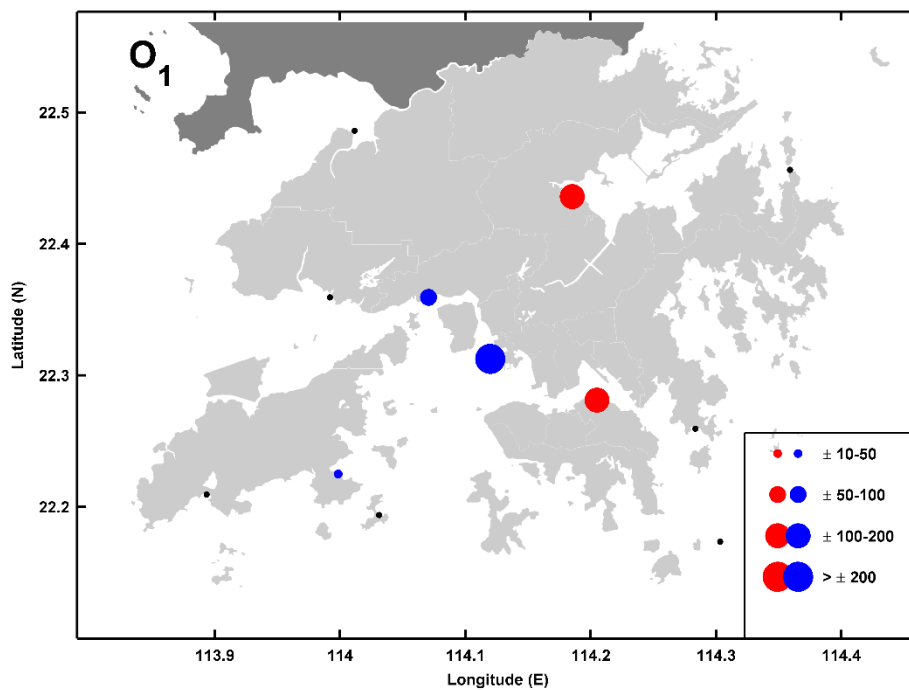 O1
22.5
22.4
22.3
22.2
Latitude (N)
± 10-50
± 50-100
± 100-200
> ± 200
113.9 114 114.1 114.2 114.3 114.4
Longitude (E)